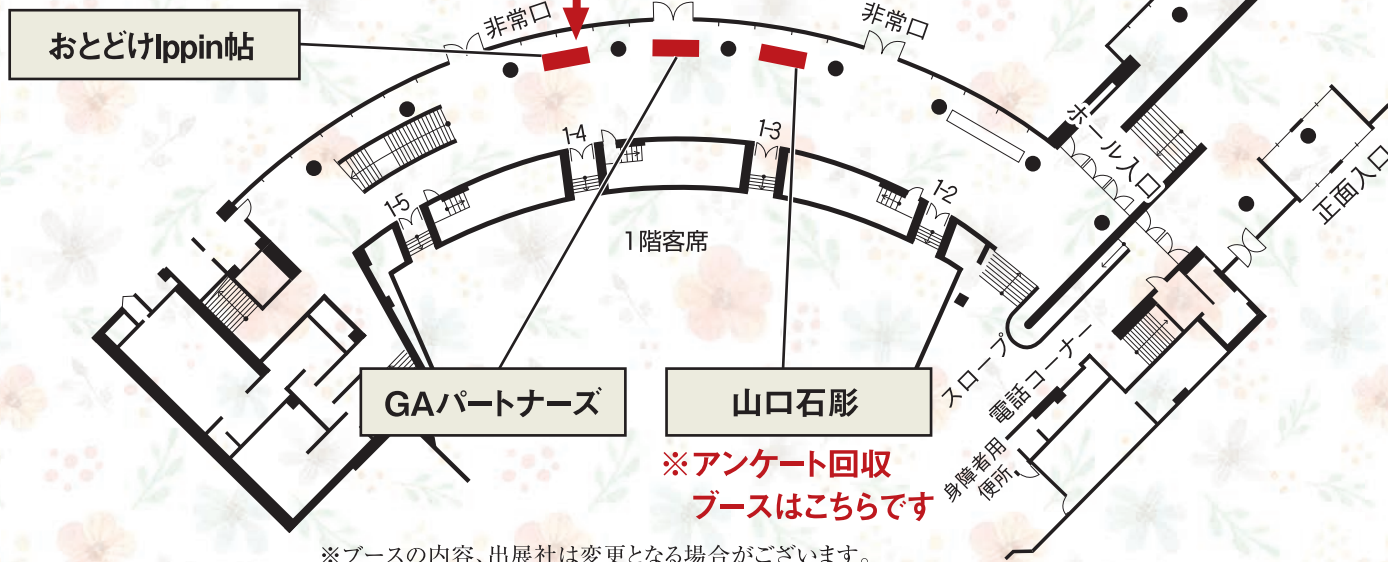 非常口
非常口
おとどけIppin帖
ホール入口
正面入口
1-4
1-3
1-5
1-2
1階客席
スロープ
電話コーナー
身障者用
便所
GAパートナーズ
山口石彫
※アンケート回収
ブースはこちらです
※ブースの内容、出展社は変更となる場合がございます。